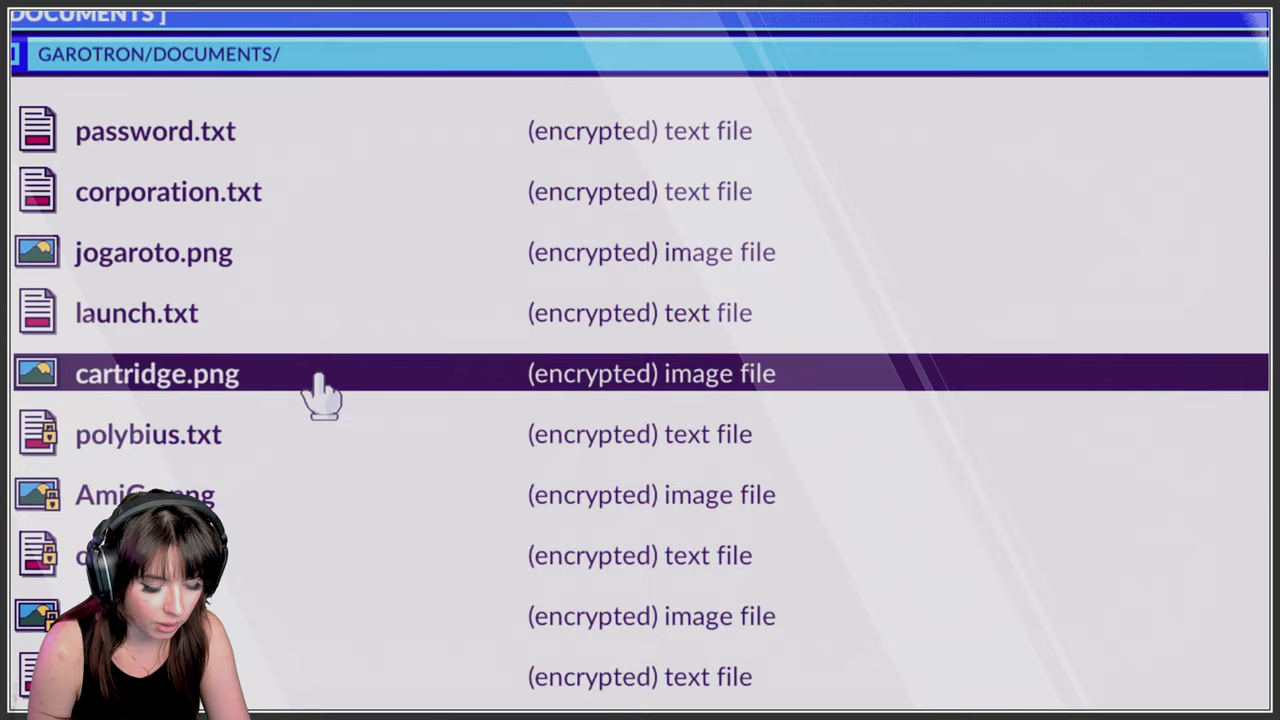 DOCUMENTS ]
GAROTRON/DOCUMENTS/
password.txt (encrypted) text file
corporation.txt (encrypted) text file
jogaroto.png (encrypted) image file
launch.txt (encrypted) text file
cartridge.png (encrypted) image file
polybius.txt (encrypted) text file
(encrypted) image file
(encrypted) text file
(encrypted) image file
(encrypted) text file